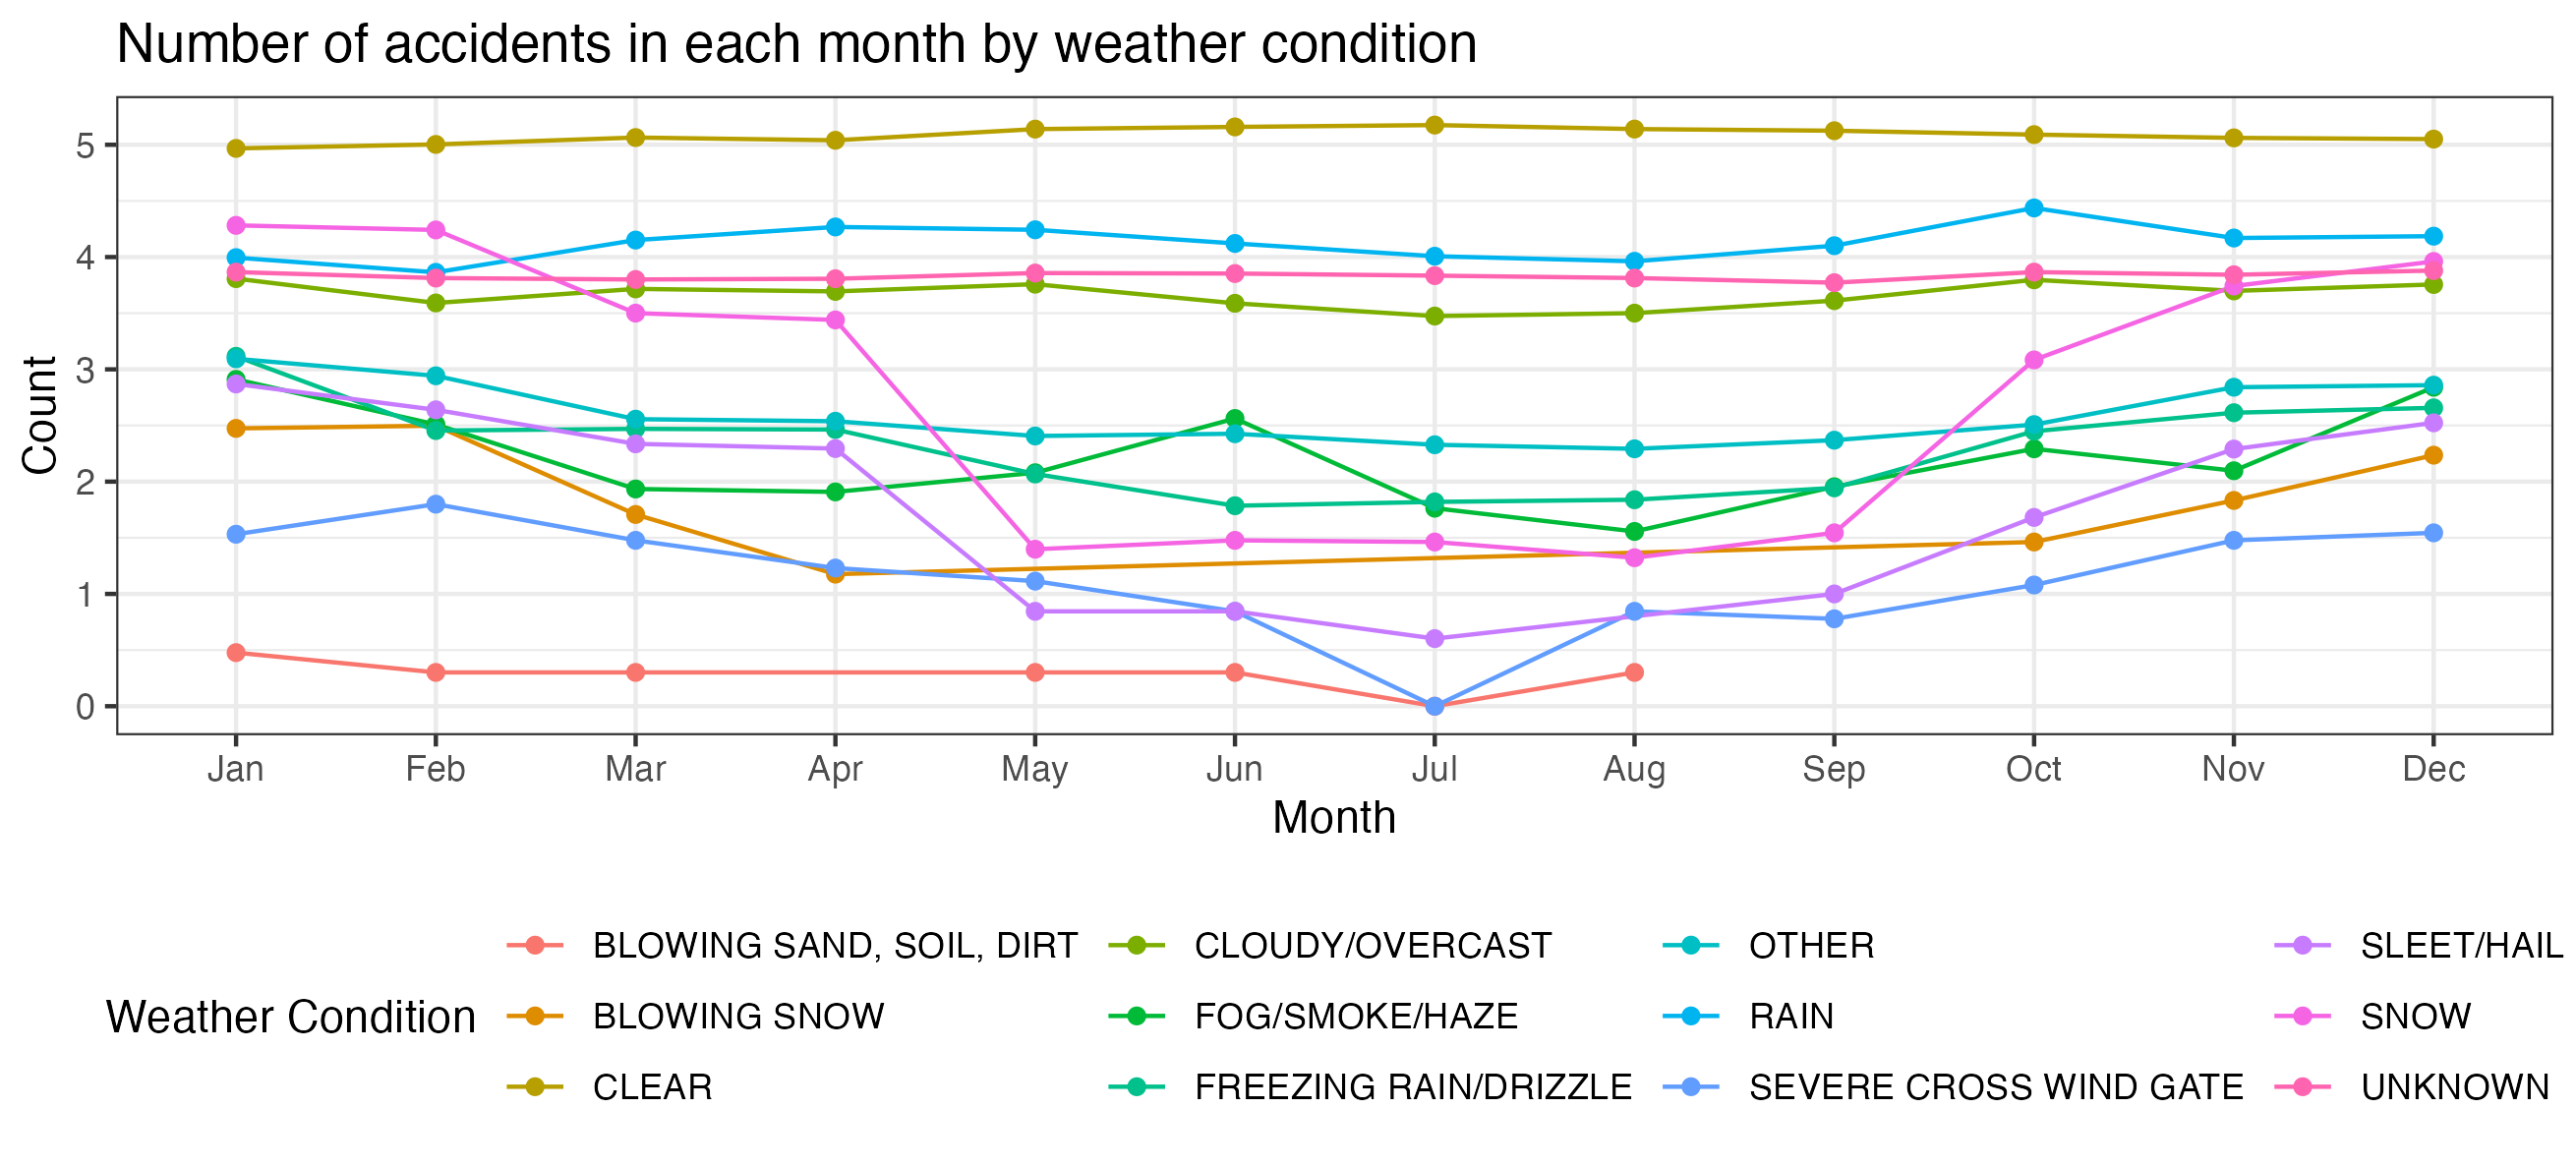 Number of accidents in each month by weather condition
Count
5
4
3
2
1
0
Jan Feb Mar Apr May Jun Jul Aug Sep Oct Nov Dec
Month
Weather Condition
BLOWING SAND, SOIL, DIRT
BLOWING SNOW
CLEAR
CLOUDY/OVERCAST
FOG/SMOKE/HAZE
FREEZING RAIN/DRIZZLE
OTHER
RAIN
SEVERE CROSS WIND GATE
SLEET/HAIL
SNOW
UNKNOWN